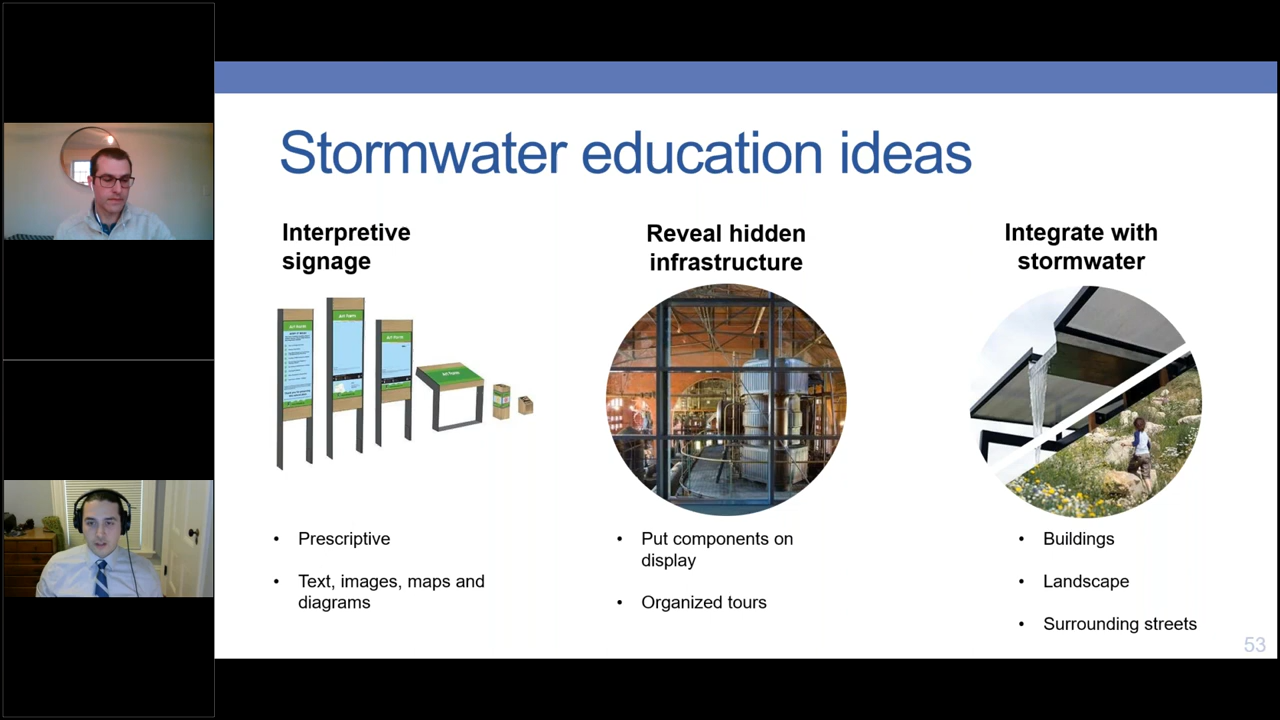 Stormwater education ideas
Interpretive
signage
Reveal hidden
infrastructure
Integrate with
stormwater
• Prescriptive
• Text, images, maps and
diagrams
• Put components on
display
• Organized tours
• Buildings
• Landscape
• Surrounding streets
53